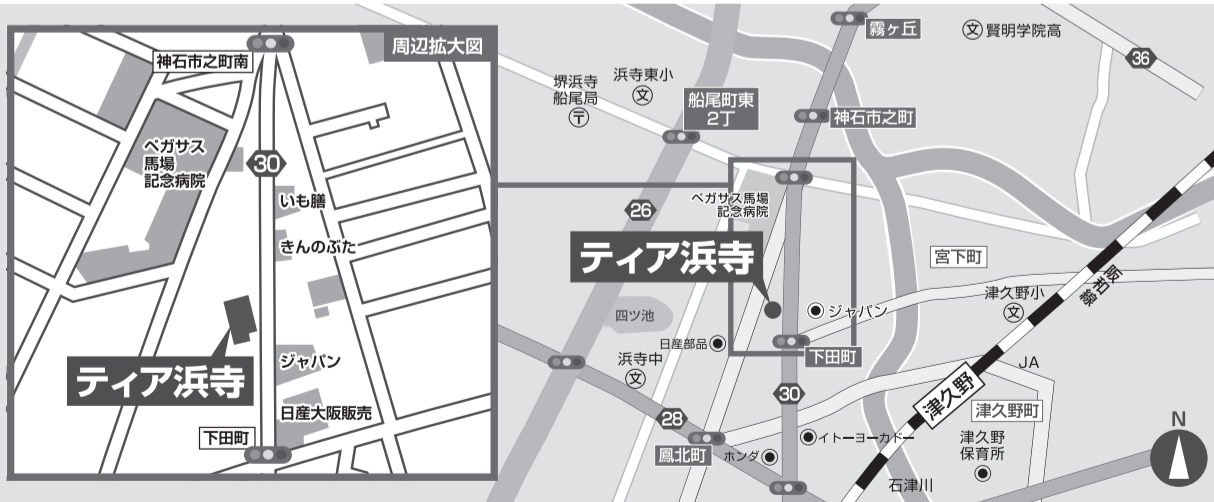 周辺拡大図
神石市之町南
ペガサス
馬場
記念病院
30
いも膳
きんのぶた
ティア浜寺
ジャパン
日産大阪販売
下田町
霧ヶ丘
文 賢明学院高
36
堺浜寺
船尾局
〒
浜寺東小
文
船尾町東
2丁
神石市之町
ペガサス馬場
記念病院
26
ティア浜寺
宮下町
阪和線
津久野小
文
ジャパン
四ツ池
日産部品
下田町
浜寺中
文
JA
津久野
30
津久野町
28
鳳北町
イトーヨーカドー
ホンダ
津久野
保育所
石津川
N